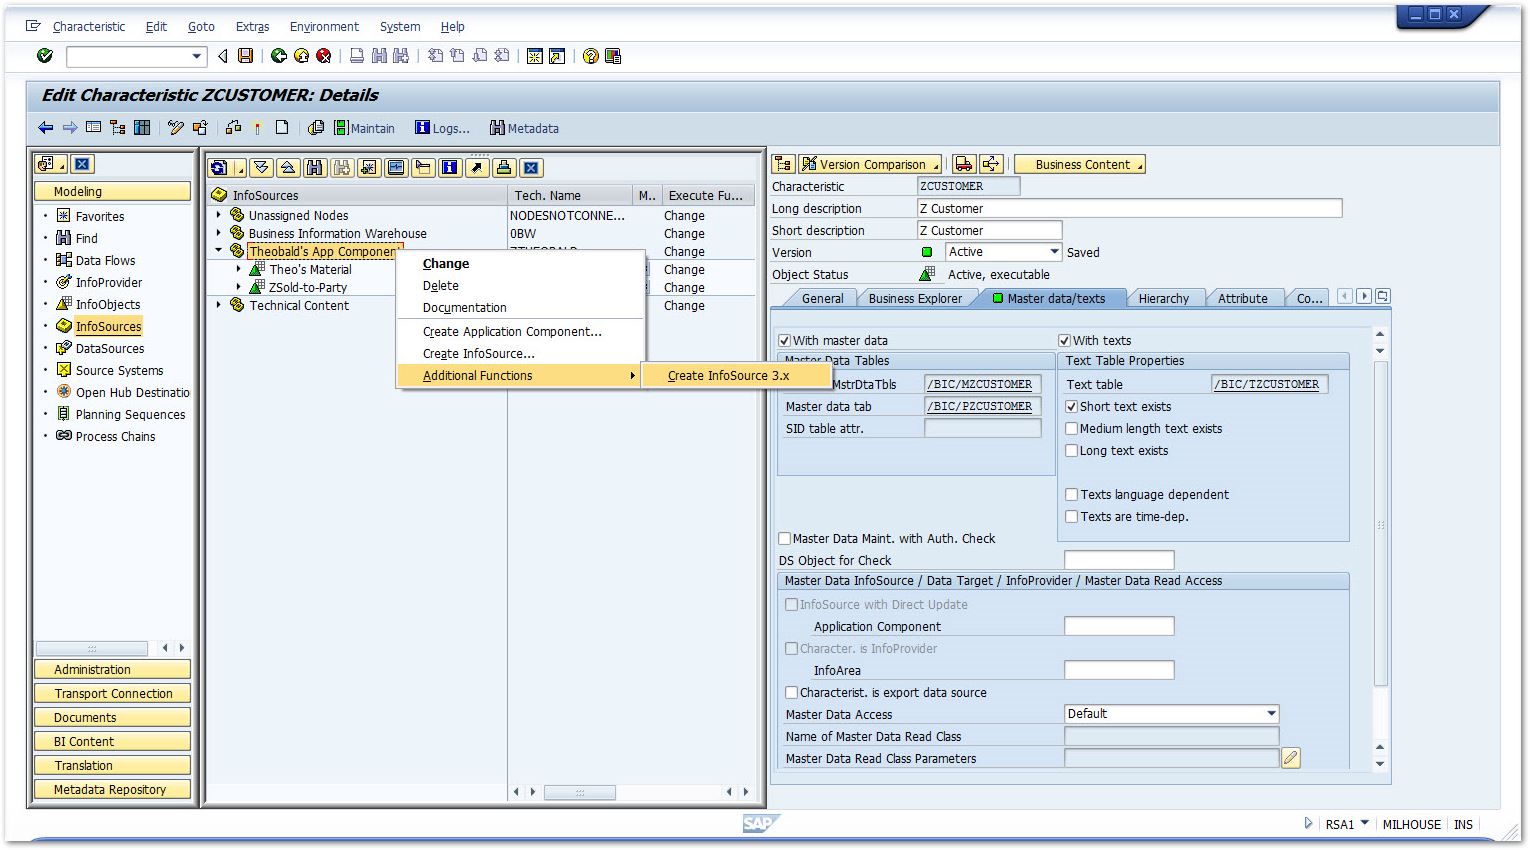 Characteristic Edit Goto Extras Environment System Help
Edit Characteristic ZCUSTOMER: Details
Maintain Logs... Metadata
Modeling
Favorites
Find
Data Flows
InfoProvider
InfoObjects
InfoSources
DataSources
Source Systems
Open Hub Destinatio
Planning Sequences
Process Chains
Administration
Transport Connection
Documents
BI Content
Translation
Metadata Repository
InfoSources Tech. Name M.. Execute Fu...
Unassigned Nodes NODESNOTCONNE... Change
Business Information Warehouse 0BW Change
Theobald's App Component Change
Theo's Material Change
ZSold-to-Party Change
Technical Content Change
Change
Delete
Documentation
Create Application Component...
Create InfoSource...
Additional Functions
Create InfoSource 3.x
Version Comparison Business Content
Characteristic ZCUSTOMER
Long description Z Customer
Short description Z Customer
Version Active Saved
Object Status Active, executable
General Business Explorer Master data/texts Hierarchy Attribute Co...
With master data With texts
Master Data Tables Text Table Properties
MstrDtaTbls /BIC/MZCUSTOMER Text table /BIC/TZCUSTOMER
Master data tab /BIC/PZCUSTOMER Short text exists
SID table attr. Medium length text exists
Long text exists
Texts language dependent
Texts are time-dep.
Master Data Maint. with Auth. Check
DS Object for Check
Master Data InfoSource / Data Target / InfoProvider / Master Data Read Access
InfoSource with Direct Update
Application Component
Character. is InfoProvider
InfoArea
Characterist. is export data source
Master Data Access Default
Name of Master Data Read Class
Master Data Read Class Parameters
SAP RSA1 MILHOUSE INS